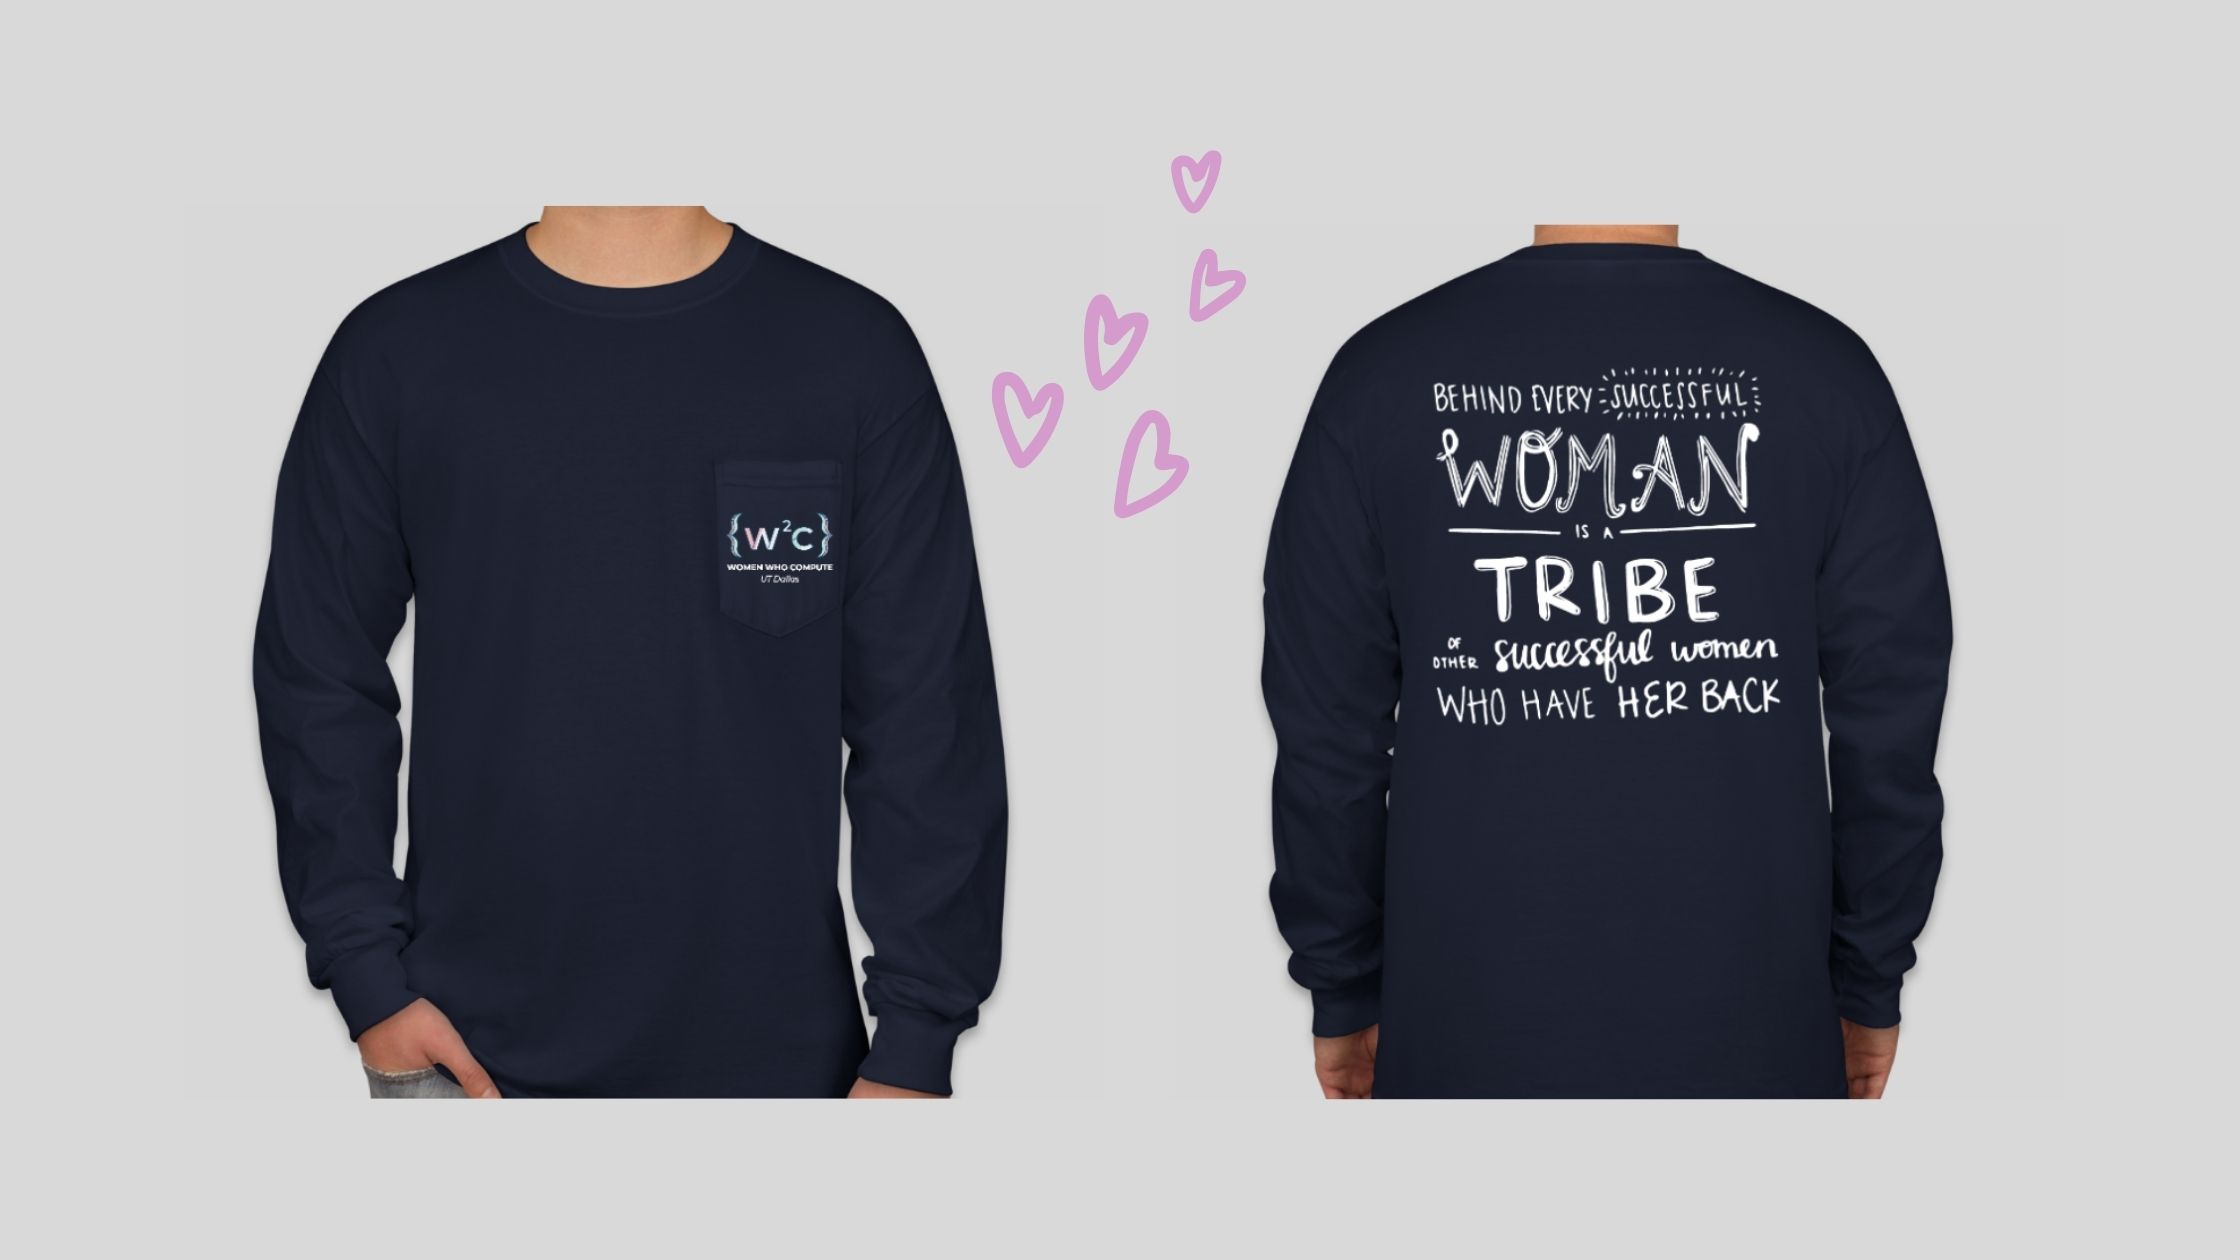 {W²C}
WOMEN WHO COMPUTE
UT Dallas
BEHIND EVERY SUCCESSFUL
WOMAN
IS A
TRIBE
OF OTHER successful women
WHO HAVE HER BACK